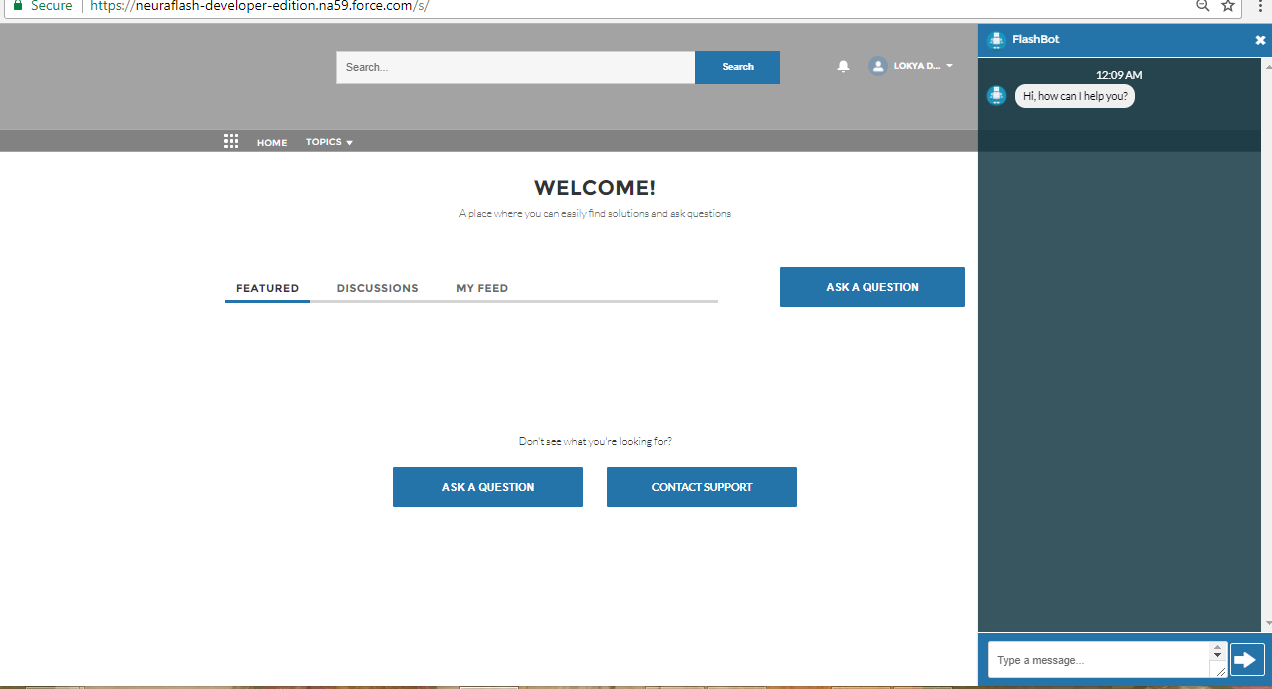 Secure https://neuraflash-developer-edition.na59.force.com/s/
FlashBot
Search...
Search
LOKYA D...
12:09 AM
Hi, how can I help you?
HOME TOPICS
WELCOME!
A place where you can easily find solutions and ask questions
FEATURED DISCUSSIONS MY FEED
ASK A QUESTION
Don't see what you're looking for?
ASK A QUESTION CONTACT SUPPORT
Type a message...